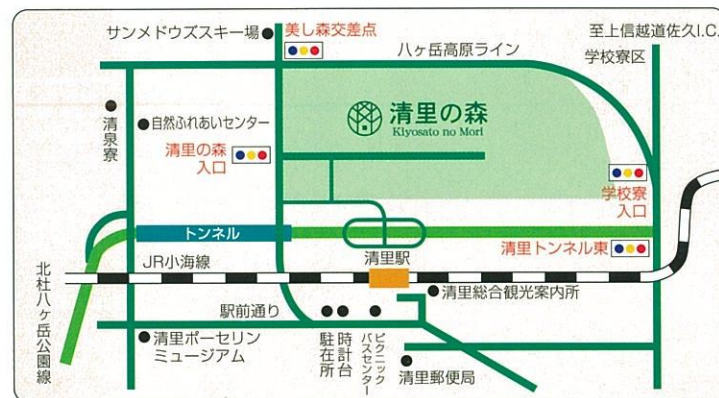 サンメドウズスキー場
美し森交差点
八ヶ岳高原ライン
至上信越道佐久I.C.
学校寮区
清泉寮
自然ふれあいセンター
清里の森
Kiyosato no Mori
清里の森
入口
学校寮
入口
トンネル
清里トンネル東
JR小海線
清里駅
北杜八ヶ岳公園線
清里総合観光案内所
駅前通り
清里ポーセリン
ミュージアム
駐在所
時計台
ピクニック
バスセンター
清里郵便局